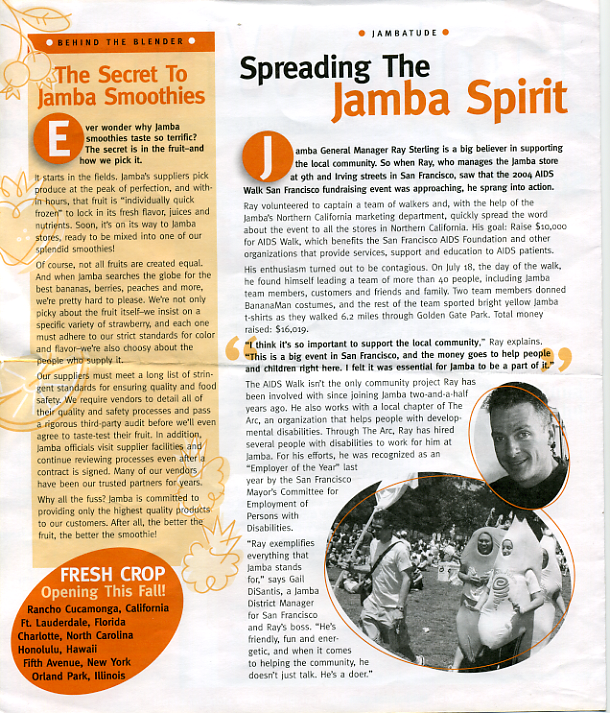 • BEHIND THE BLENDER •
The Secret To
Jamba Smoothies
Ever wonder why Jamba
smoothies taste so terrific?
The secret is in the fruit—and
how we pick it.
It starts in the fields. Jamba's suppliers pick
produce at the peak of perfection, and with-
in hours, that fruit is "individually quick
frozen" to lock in its fresh flavor, juices and
nutrients. Soon, it's on its way to Jamba
stores, ready to be mixed into one of our
splendid smoothies!
Of course, not all fruits are created equal.
And when Jamba searches the globe for the
best bananas, berries, peaches and more,
we're pretty hard to please. We're not only
picky about the fruit itself—we insist on a
specific variety of strawberry, and each one
must adhere to our strict standards for color
and flavor—we're also choosy about the
people who supply it.
Our suppliers must meet a long list of strin-
gent standards for ensuring quality and food
safety. We require vendors to detail all of
their quality and safety processes and pass
a rigorous third-party audit before we'll even
agree to taste-test their fruit. In addition,
Jamba officials visit supplier facilities and
continue reviewing processes even after a
contract is signed. Many of our vendors
have been our trusted partners for years.
Why all the fuss? Jamba is committed to
providing only the highest quality products
to our customers. After all, the better the
fruit, the better the smoothie!
FRESH CROP
Opening This Fall!
Rancho Cucamonga, California
Ft. Lauderdale, Florida
Charlotte, North Carolina
Honolulu, Hawaii
Fifth Avenue, New York
Orland Park, Illinois
• JAMBATUDE •
Spreading The
Jamba Spirit
Jamba General Manager Ray Sterling is a big believer in supporting
the local community. So when Ray, who manages the Jamba store
at 9th and Irving streets in San Francisco, saw that the 2004 AIDS
Walk San Francisco fundraising event was approaching, he sprang into action.
Ray volunteered to captain a team of walkers and, with the help of the
Jamba's Northern California marketing department, quickly spread the word
about the event to all the stores in Northern California. His goal: Raise $10,000
for AIDS Walk, which benefits the San Francisco AIDS Foundation and other
organizations that provide services, support and education to AIDS patients.
His enthusiasm turned out to be contagious. On July 18, the day of the walk,
he found himself leading a team of more than 40 people, including Jamba
team members, customers and friends and family. Two team members donned
BananaMan costumes, and the rest of the team sported bright yellow Jamba
t-shirts as they walked 6.2 miles through Golden Gate Park. Total money
raised: $16,019.
"I think it's so important to support the local community," Ray explains.
"This is a big event in San Francisco, and the money goes to help people
and children right here. I felt it was essential for Jamba to be a part of it."
The AIDS Walk isn't the only community project Ray has
been involved with since joining Jamba two-and-a-half
years ago. He also works with a local chapter of The
Arc, an organization that helps people with develop-
mental disabilities. Through The Arc, Ray has hired
several people with disabilities to work for him at
Jamba. For his efforts, he was recognized as an
"Employer of the Year" last
year by the San Francisco
Mayor's Committee for
Employment of
Persons with
Disabilities.
"Ray exemplifies
everything that
Jamba stands
for," says Gail
DiSantis, a Jamba
District Manager
for San Francisco
and Ray's boss. "He's
friendly, fun and ener-
getic, and when it comes
to helping the community, he
doesn't just talk. He's a doer."